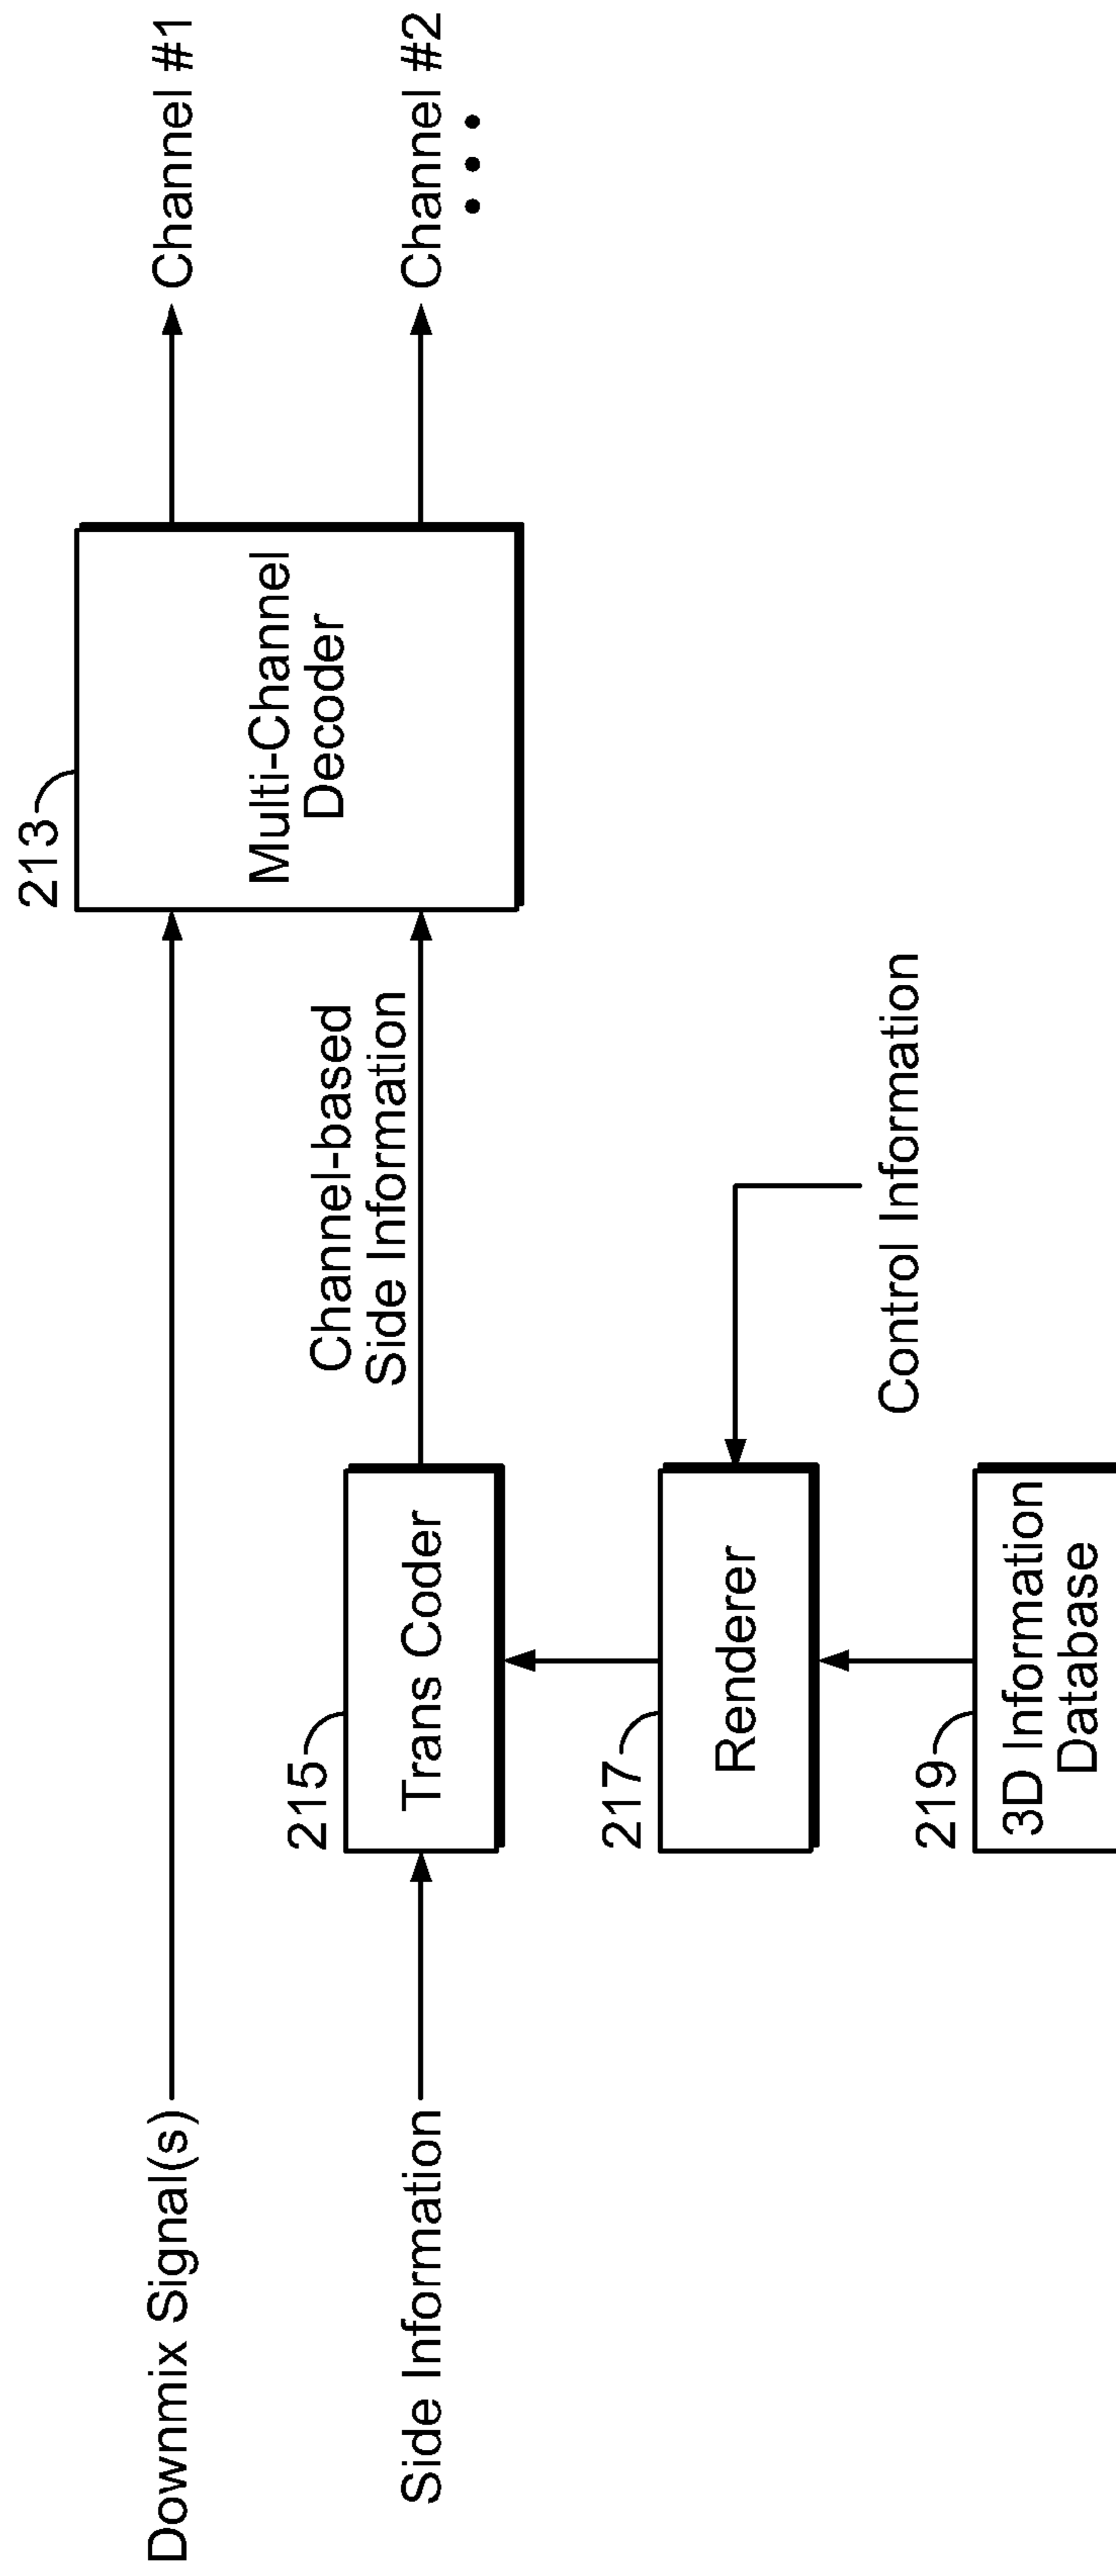 Downmix Signal(s)
213
Channel #1
Multi-Channel
Decoder
Channel-based
Side Information
Side Information
215
Trans Coder
Channel #2
217
Renderer
Control Information
219
3D Information
Database